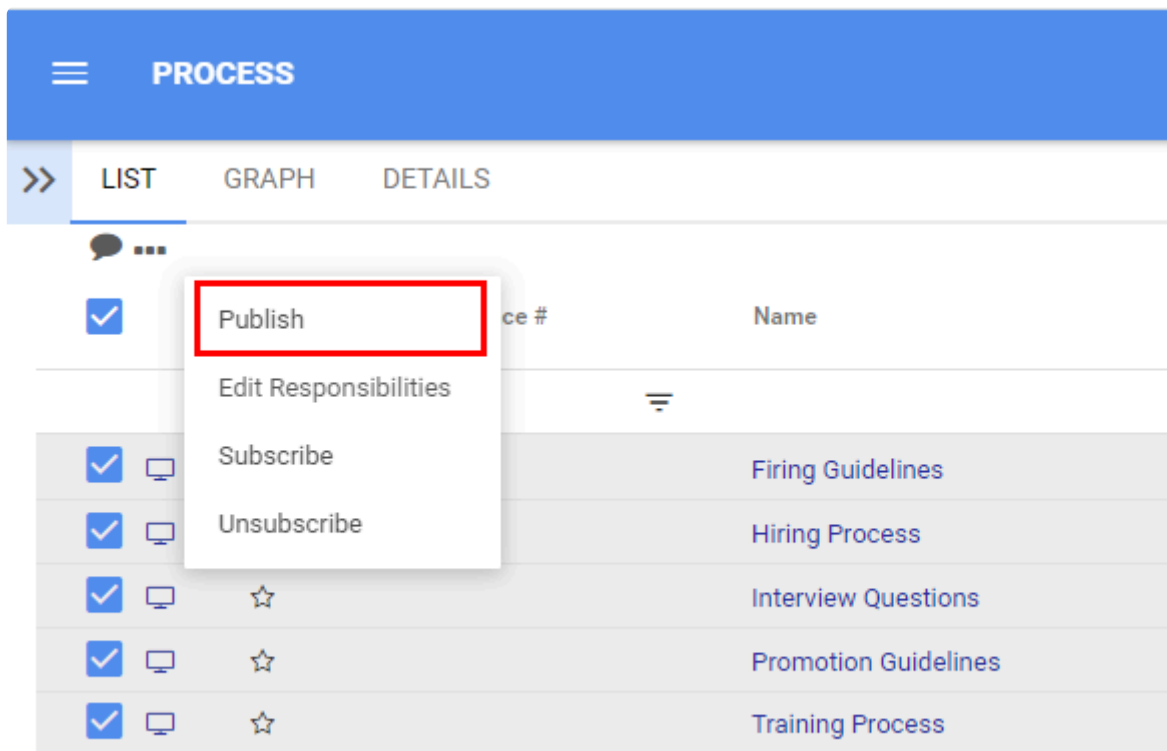 PROCESS
LIST GRAPH DETAILS
Publish
ce # Name
Edit Responsibilities
Subscribe
Firing Guidelines
Unsubscribe
Hiring Process
Interview Questions
Promotion Guidelines
Training Process